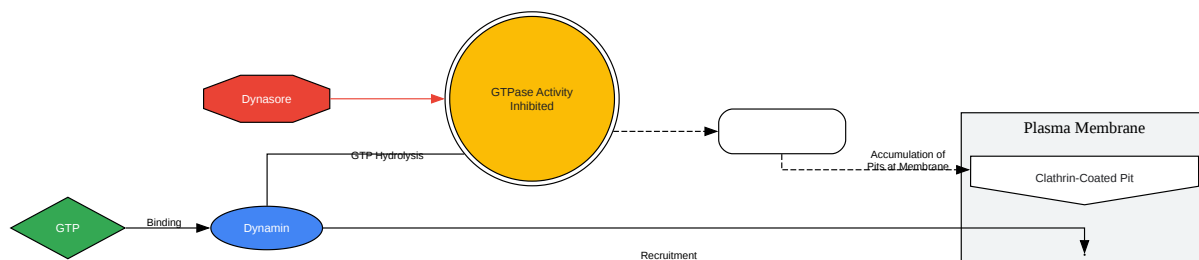 GTPase Activity
Inhibited
Dynasore
Plasma Membrane
GTP Hydrolysis
Accumulation of
Pits at Membrane
Clathrin-Coated Pit
Binding
GTP
Dynamin
Recruitment